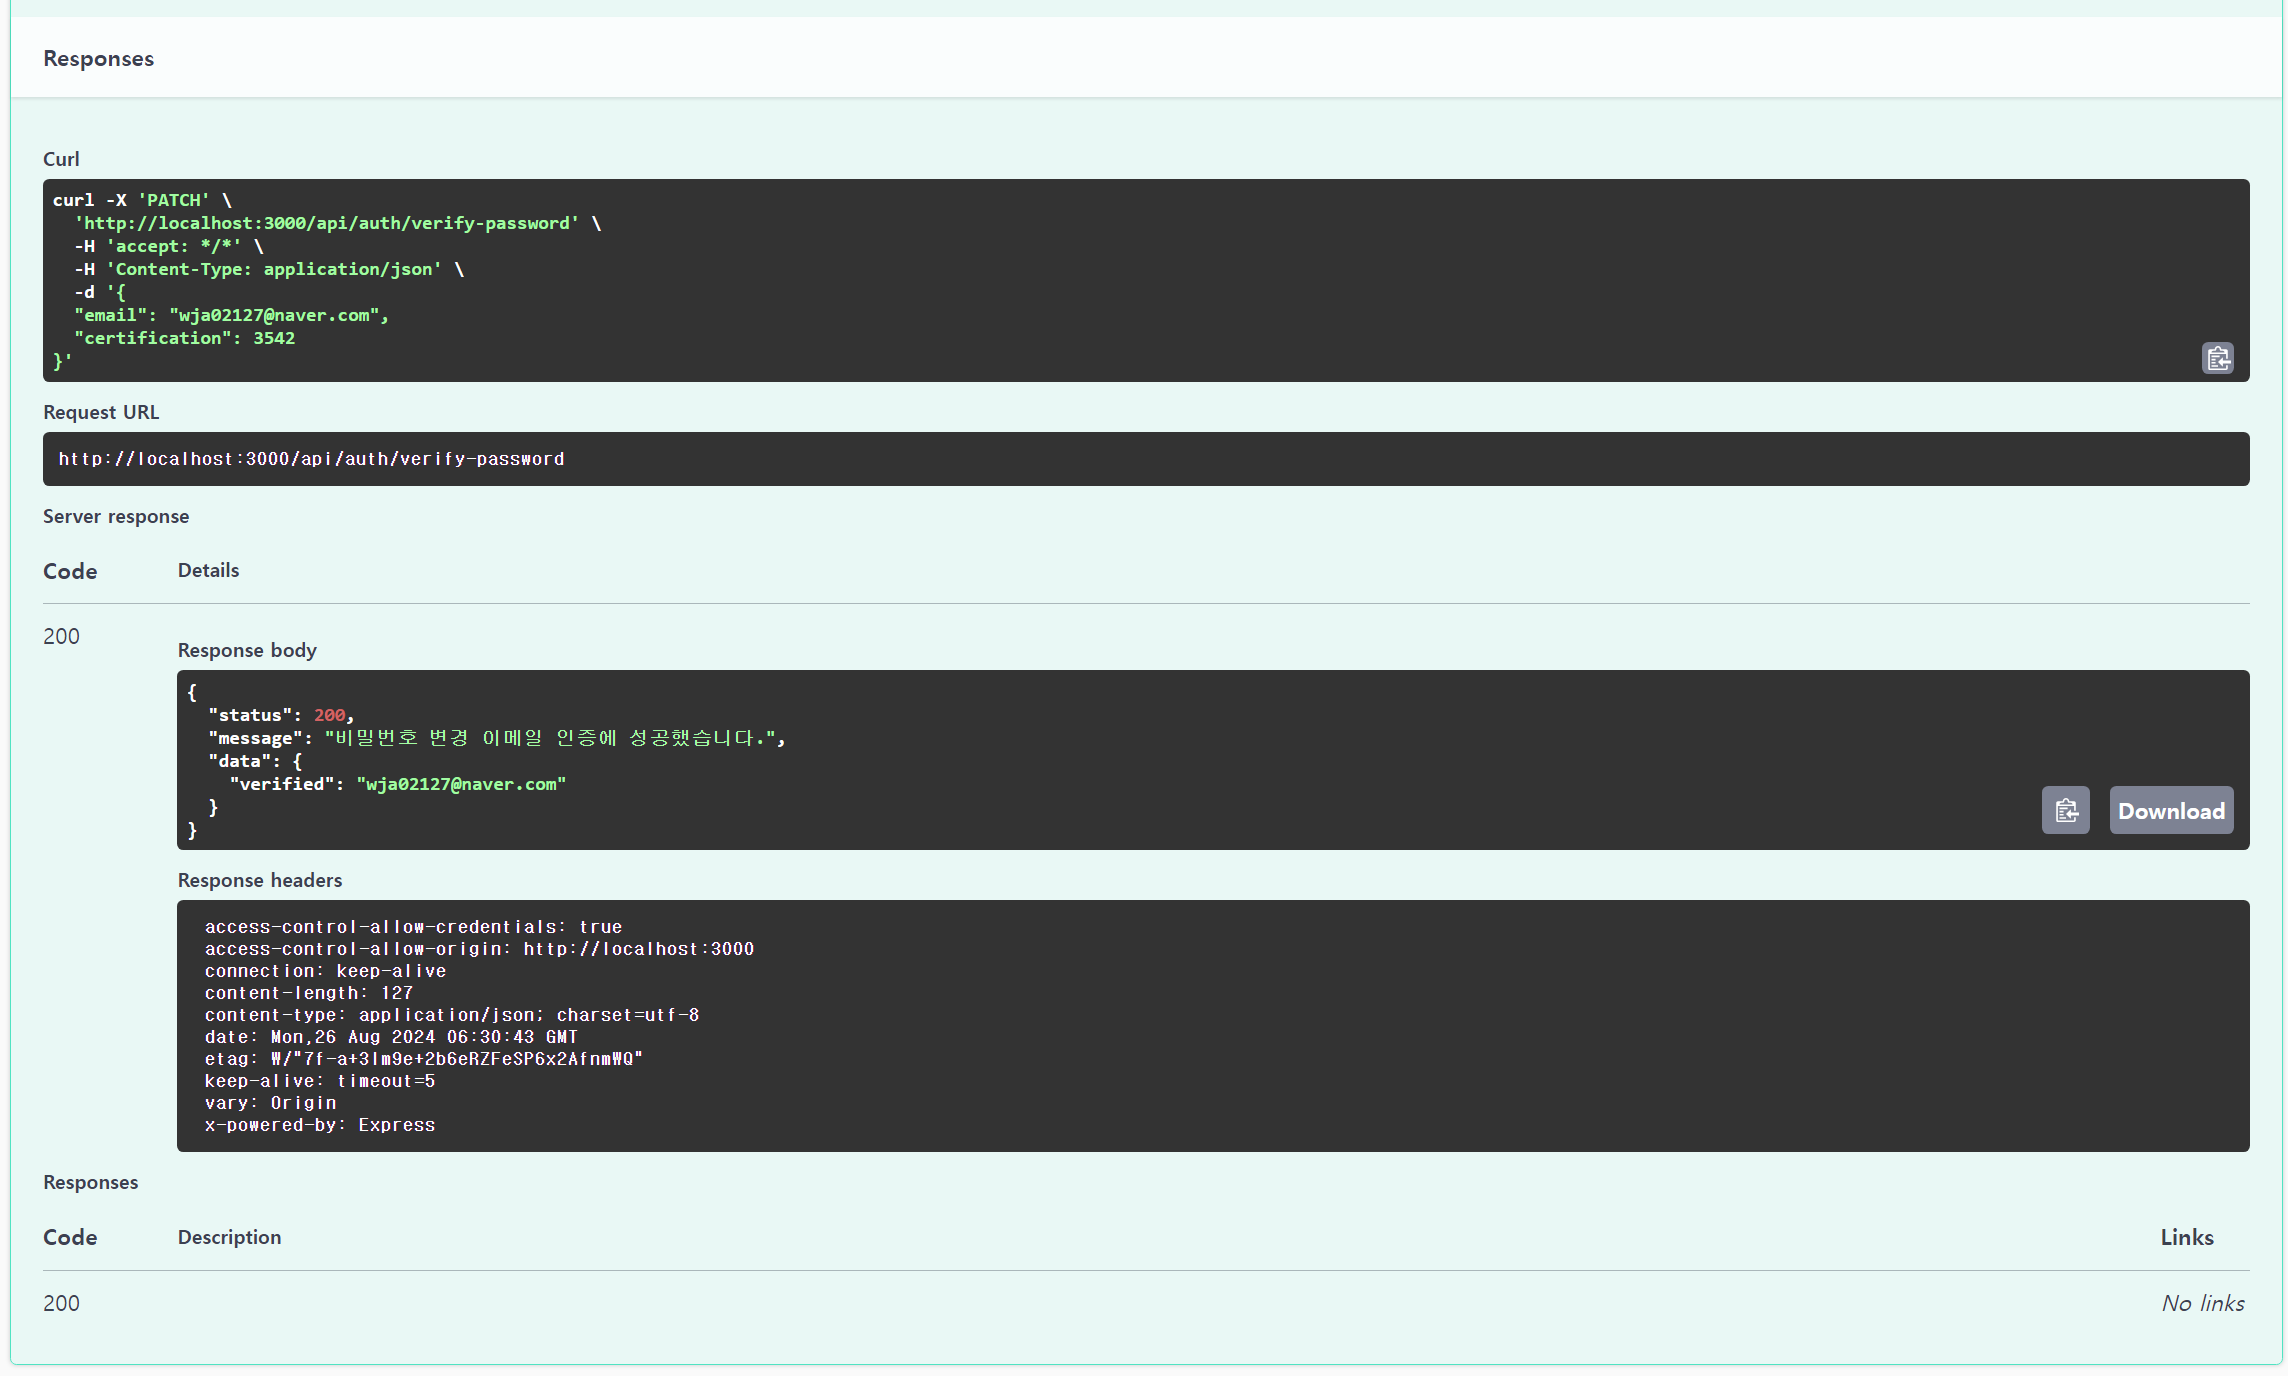 Responses
Curl
curl -X 'PATCH' \
  'http://localhost:3000/api/auth/verify-password' \
  -H 'accept: */*' \
  -H 'Content-Type: application/json' \
  -d '{
  "email": "wja02127@naver.com",
  "certification": 3542
}'
Request URL
http://localhost:3000/api/auth/verify-password
Server response
Code Details
200
Response body
{
  "status": 200,
  "message": "비밀번호 변경 이메일 인증에 성공했습니다.",
  "data": {
    "verified": "wja02127@naver.com"
  }
}
Download
Response headers
access-control-allow-credentials: true
access-control-allow-origin: http://localhost:3000
connection: keep-alive
content-length: 127
content-type: application/json; charset=utf-8
date: Mon,26 Aug 2024 06:30:43 GMT
etag: W/"7f-a+3lm9e+2b6eRZFeSP6x2AfnmWQ"
keep-alive: timeout=5
vary: Origin
x-powered-by: Express
Responses
Code Description Links
200 No links